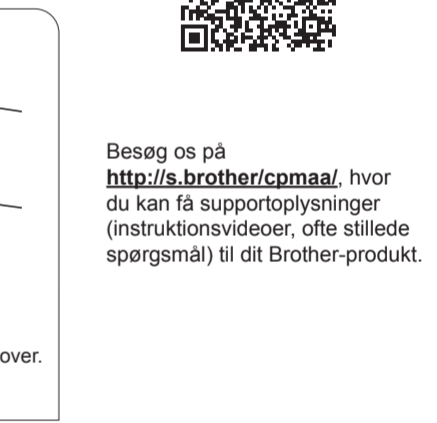 Besøg os på
http://s.brother/cpmaa/, hvor
du kan få supportoplysninger
(instruktionsvideoer, ofte stillede
spørgsmål) til dit Brother-produkt.
over.